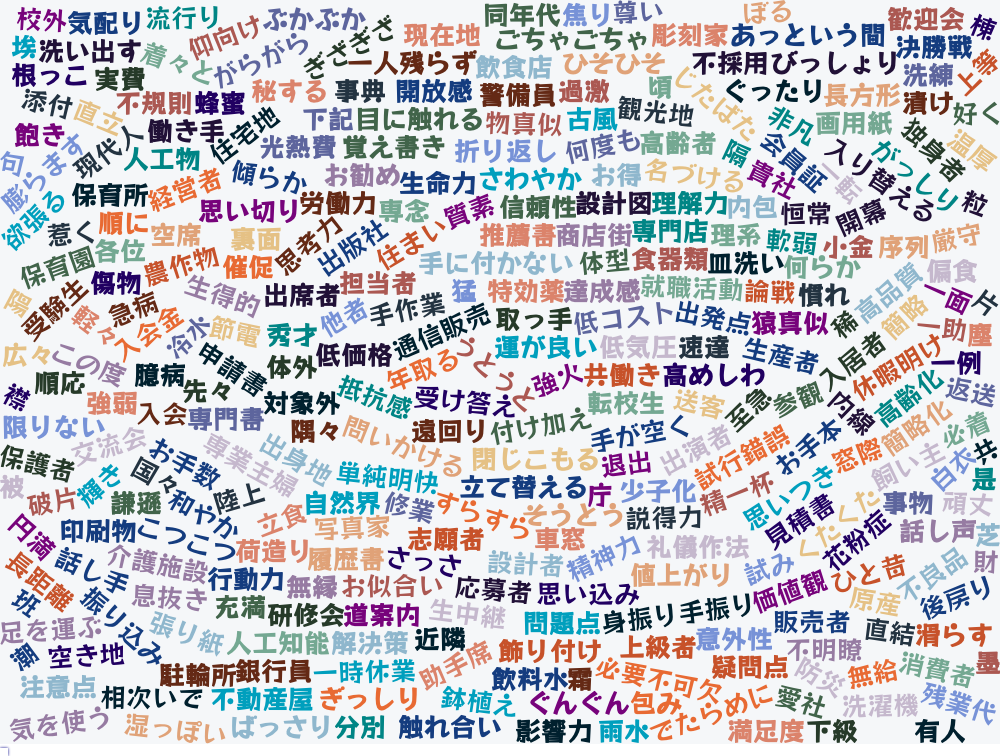 校外 気配り 流行り ぶかぶか 同年代 焦り 尊い ぼる 歓迎会 棟
埃 洗い出す 着々と 仰向け がらがら ぎざぎざ 現在地 ごちゃごちゃ 彫刻家 あっという間 決勝戦
根っこ 実費 一人残らず 飲食店 ひそひそ 不採用 びっしょり 洗練 上等
添付 直立 不規則 蜂蜜 秘する 事典 開放感 警備員 過激 頃 じたばた ぐったり 長方形 漬け 好く
飽き 現代人 働き手 住宅地 下記 目に触れる 物真似 古風 観光地 非凡 画用紙 独身者 温厚
句 膨らます 人工物 光熱費 覚え書き 折り返し 何度も 高齢者 隔 会員証 入り替える がっしり
欲張る 保育所 経営者 傾らか お勧め 生命力 さわやか お得 名づける 貴社 一転 粒
惹く 順に 思い切り 労働力 専念 質素 信頼性 設計図 理解力 内包 恒常 開幕
保育園 各位 空席 裏面 思考力 出版社 住まい 推薦書 商店街 専門店 理系 軟弱 小金 序列 厳守
傷物 農作物 催促 担当者 手に付かない 体型 食器類 皿洗い 何らか 高品質 偏食
陽 受験生 急病 生得的 出席者 他者 手作業 猛 特効薬 達成感 就職活動 論戦 慣れ 稀 簡略 一面 片
軽々 入会金 冷水 節電 秀才 通信販売 取っ手 低コスト 出発点 猿真似 一助 塵
広々 この度 申請書 体外 低価格 年取る うとうと 運が良い 低気圧 速達 生産者 入居者 休暇明け 一例
襟 順応 臆病 先々 対象外 抵抗感 受け答え 強火 共働き 高めしわ 至急 参観 内緒 高齢化 返送
限りない 強弱 入会 専門書 隅々 問いかける 遠回り 付け加え 転校生 送客 手が空く 試行錯誤 お手本 窓際 簡略化 必着
保護者 交流会 お手数 専業主婦 出身地 単純明快 閉じこもる 退出 出演者 飼い主 白衣 共
被 破片 輝き 国々 謙遜 和やか 陸上 自然界 修業 立て替える 庁 少子化 精一杯 思いつき くたくた 事物 頑丈 是
円満 印刷物 こつこつ 立食 写真家 すらすら そうとう 説得力 見積書 花粉症 話し声 芝
長距離 話し手 介護施設 荷造り 履歴書 志願者 さっさ 車窓 設計者 精神力 礼儀作法 試み ひと昔 不良品 財
班 振り込み 息抜き 行動力 無縁 お似合い 応募者 思い込み 値上がり 価値観 原産 後戻り
足を運ぶ 張り紙 充満 研修会 道案内 生中継 問題点 身振り手振り 販売者 直結 滑らす
潮 空き地 人工知能 解決策 近隣 飾り付け 上級者 意外性 不明瞭 墨
注意点 駐輪所 銀行員 一時休業 助手席 飲料水 霜 必要不可欠 疑問点 防災 無給 消費者
相次いで 不動産屋 ぎっしり 鉢植え ぐんぐん 包み でたらめに 愛社 洗濯機 残業代
気を使う 湿っぽい ばっさり 分別 触れ合い 影響力 雨水 満足度 下級 有人